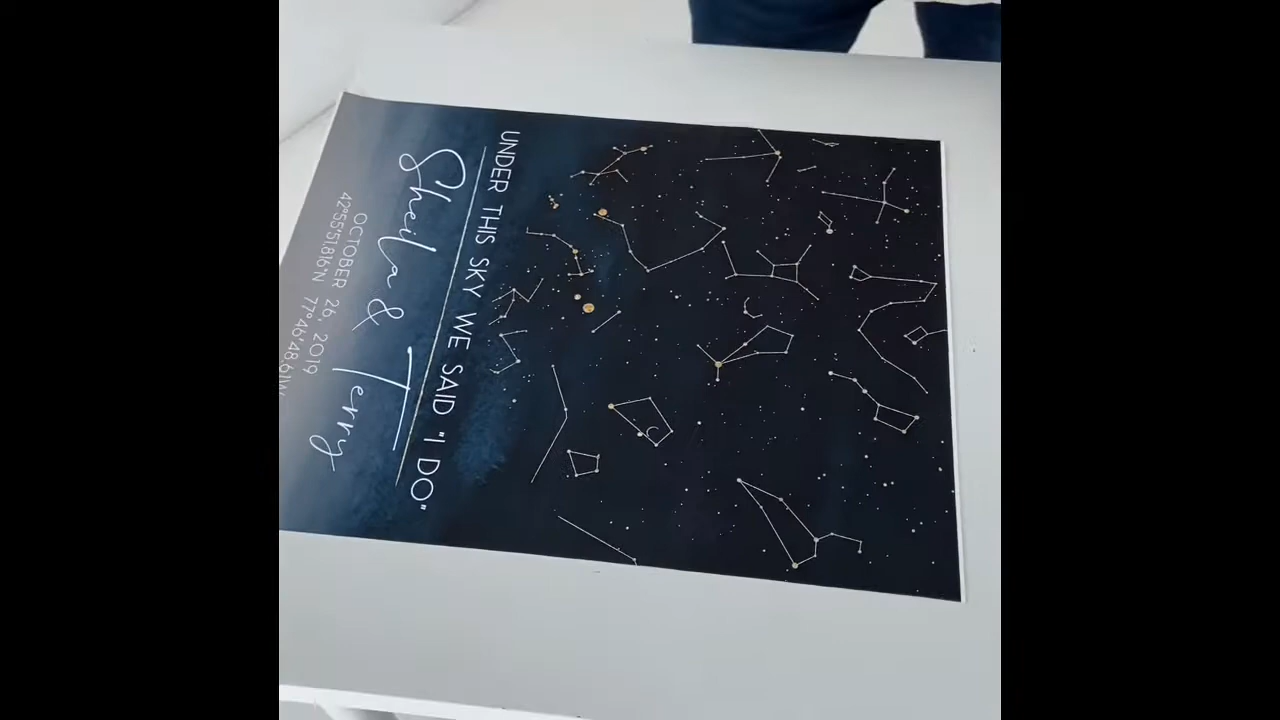 UNDER THIS SKY WE SAID "I DO"
Sheila & Terry
OCTOBER 26, 2019
42°55'51.816"N 77°46'48.61"W